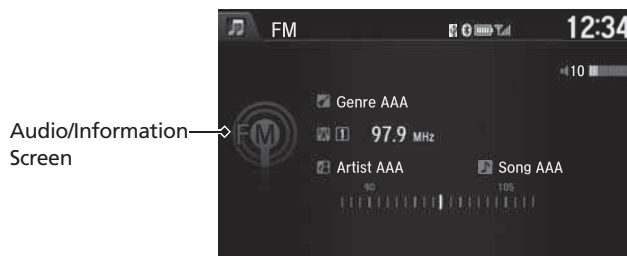 FM
12:34
10
Genre AAA
FM
1 97.9 MHz
Artist AAA
Song AAA
90 105
Audio/Information
Screen